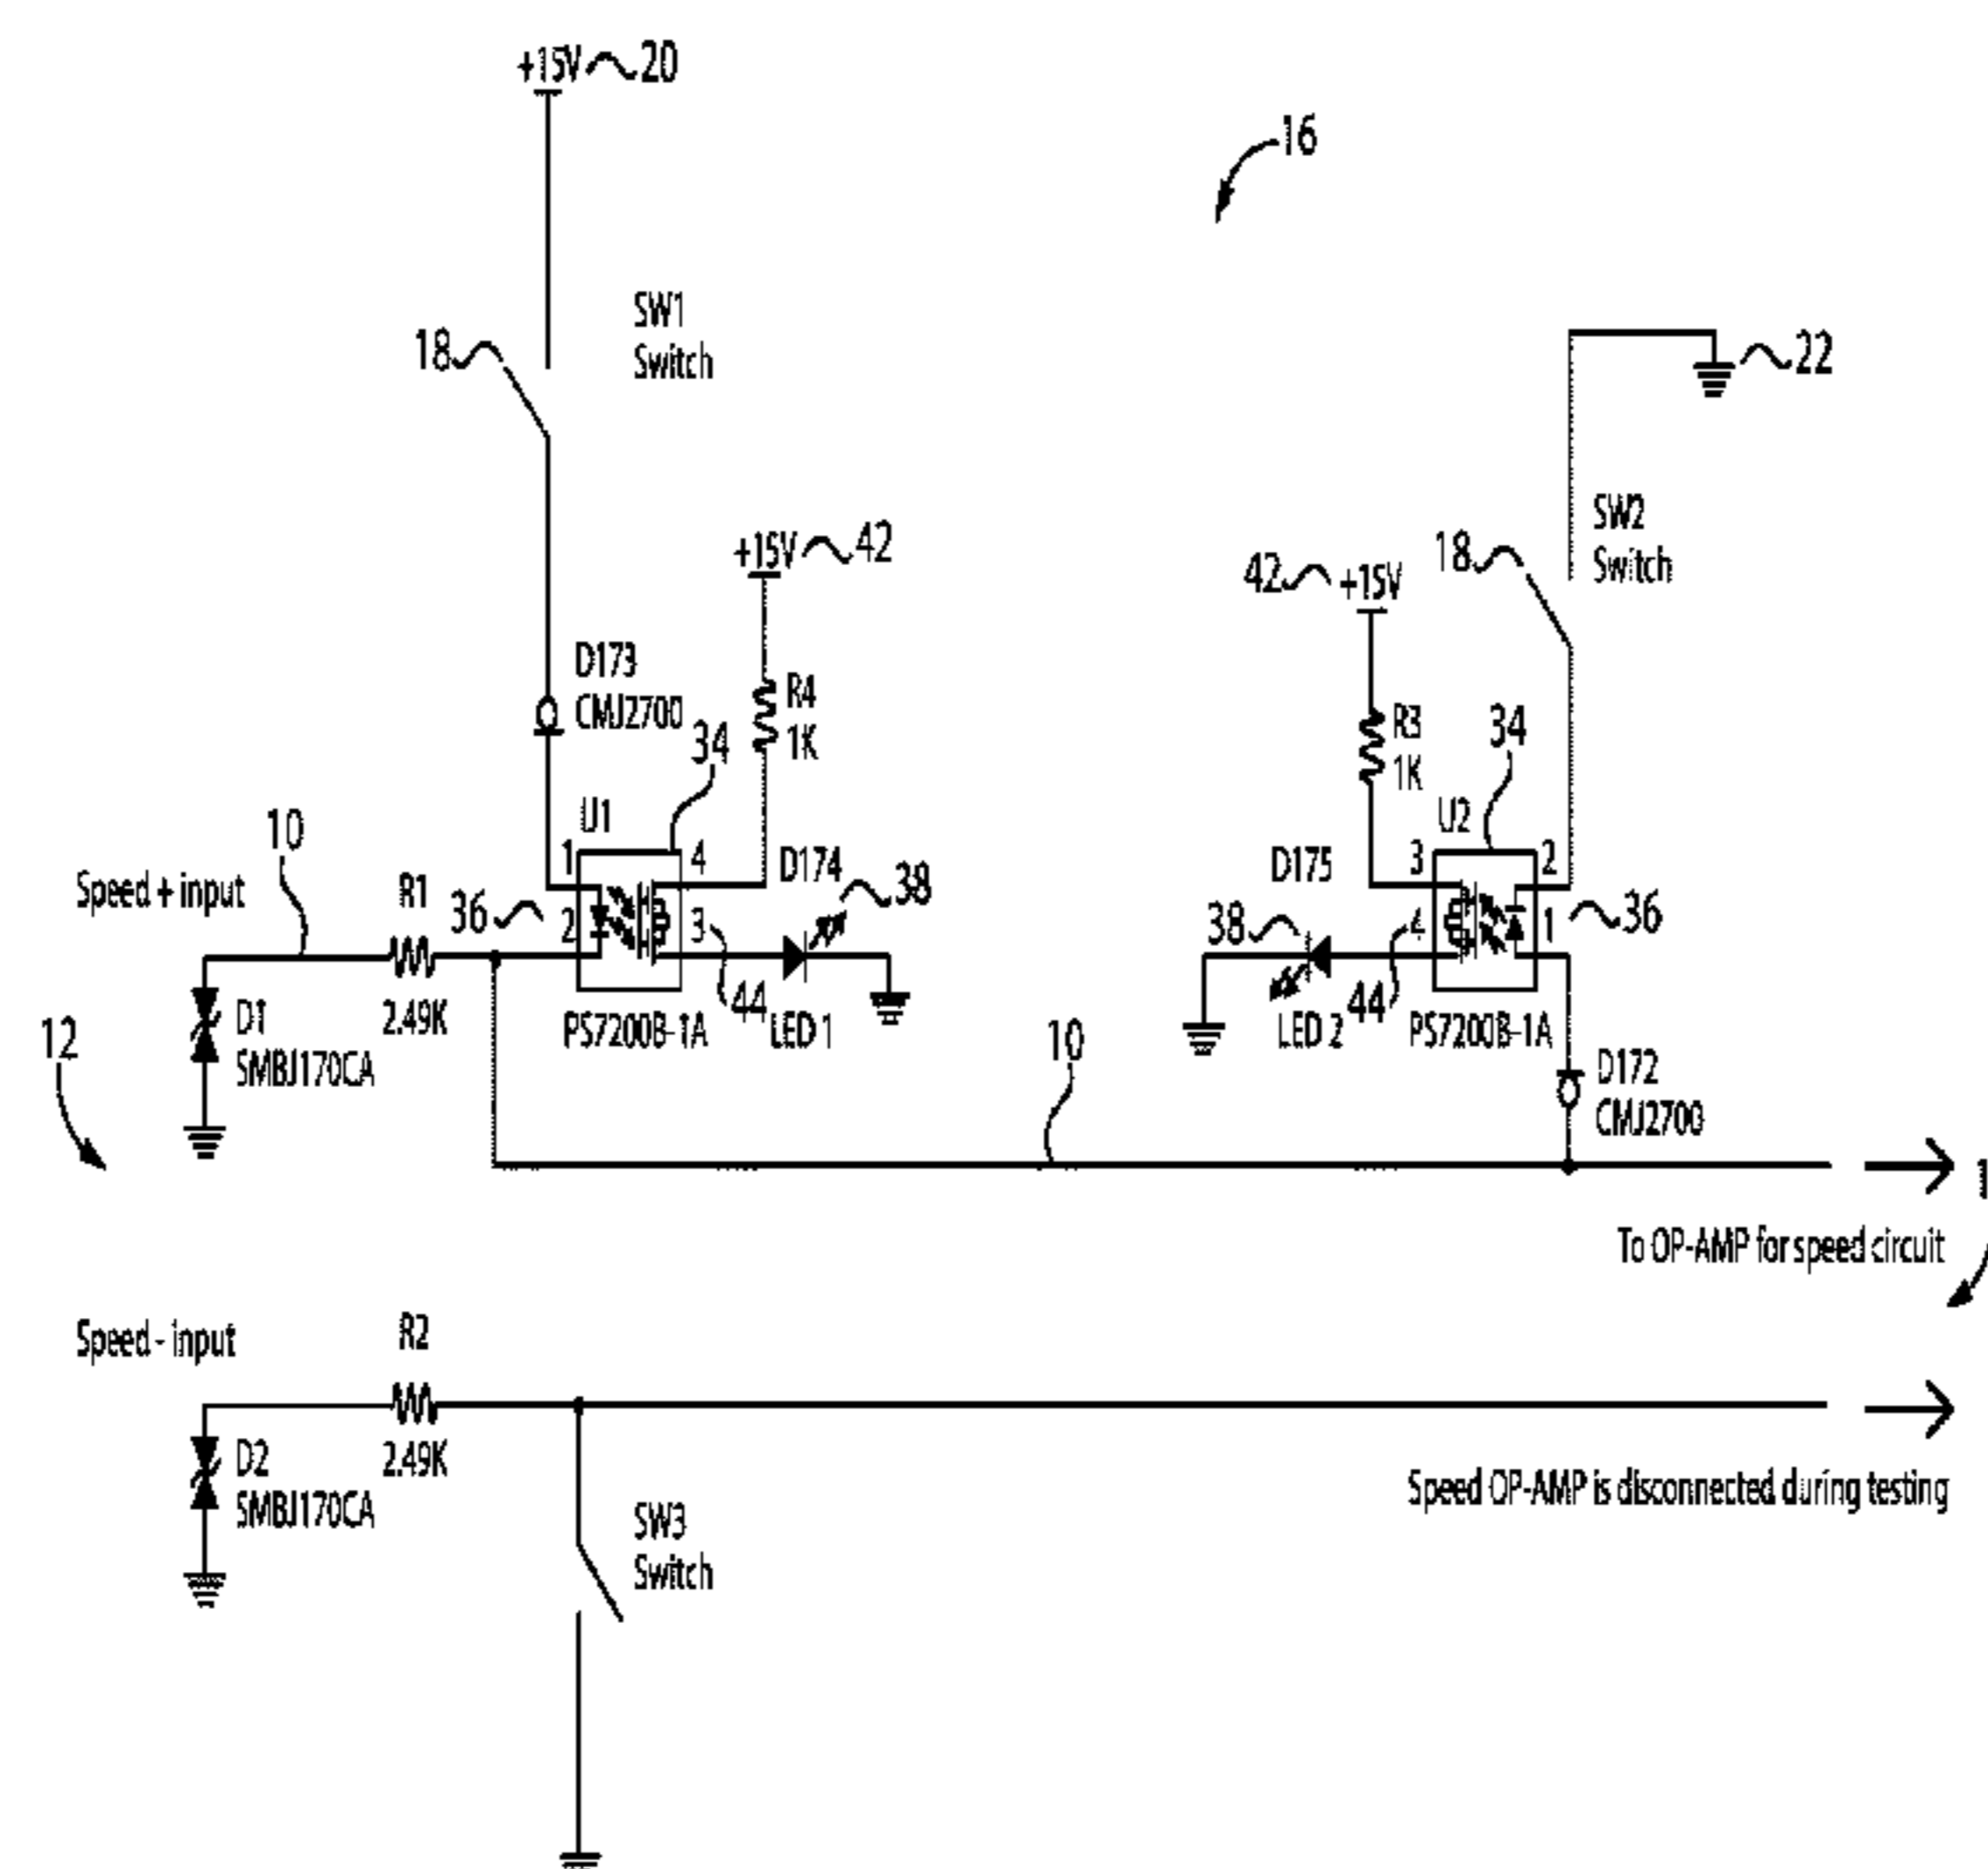 +15V 20
16
SW1
Switch
18
22
SW2
Switch
18
+15V 42
42 +15V
D173
CMJ2700
R4
1K
34
R3
1K
34
U1
U2
10
1
4
D174
38
D175
3
2
Speed + input
R1
36
2
3
38
4
1
36
D1
SMBJ170CA
2.49K
PS7200B-1A
44
LED 1
LED 2
44
PS7200B-1A
12
10
D172
CMJ2700
To OP-AMP for speed circuit
Speed - input
R2
D2
SMBJ170CA
2.49K
Speed OP-AMP is disconnected during testing
SW3
Switch